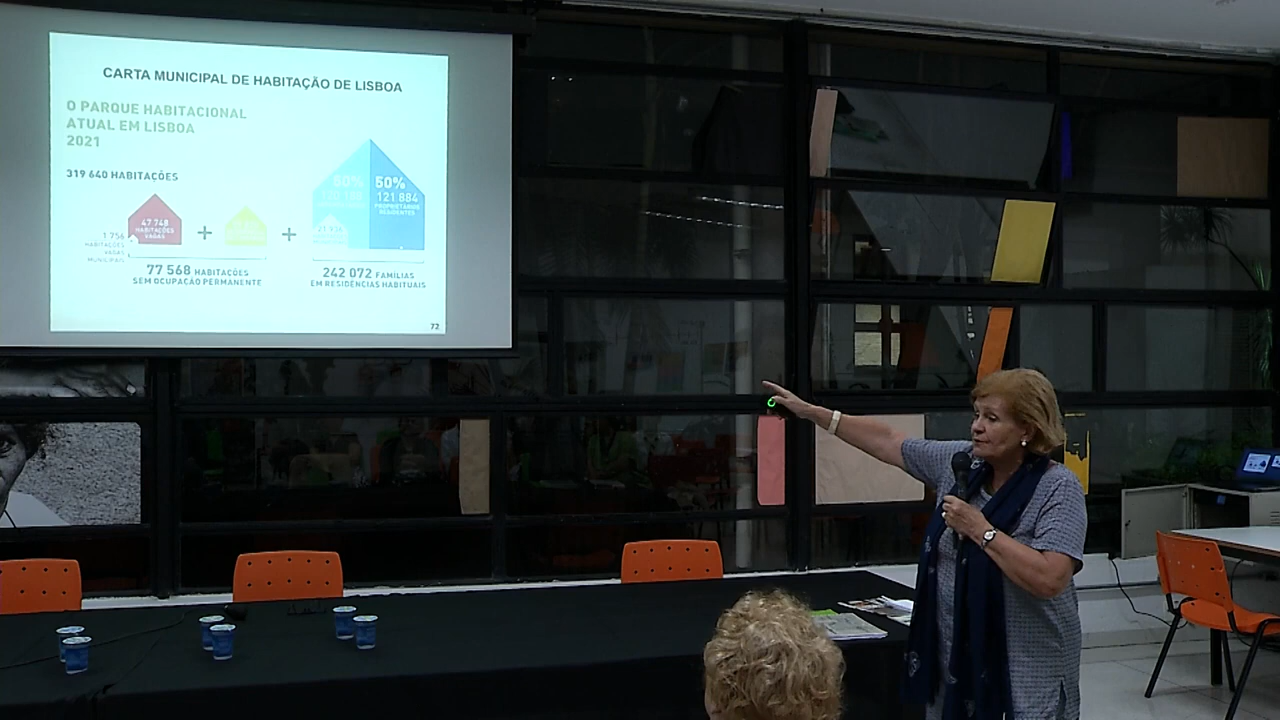 CARTA MUNICIPAL DE HABITAÇÃO DE LISBOA
O PARQUE HABITACIONAL
ATUAL EM LISBOA
2021
319 640 HABITAÇÕES
47 748
HABITAÇÕES
VAGAS
1 756
HABITAÇÕES
VAGAS
MUNICIPAIS
+
+
77 568 HABITAÇÕES
SEM OCUPAÇÃO PERMANENTE
50%
50%
121 884
PROPRIETÁRIOS
RESIDENTES
242 072 FAMÍLIAS
EM RESIDÊNCIAS HABITUAIS
72